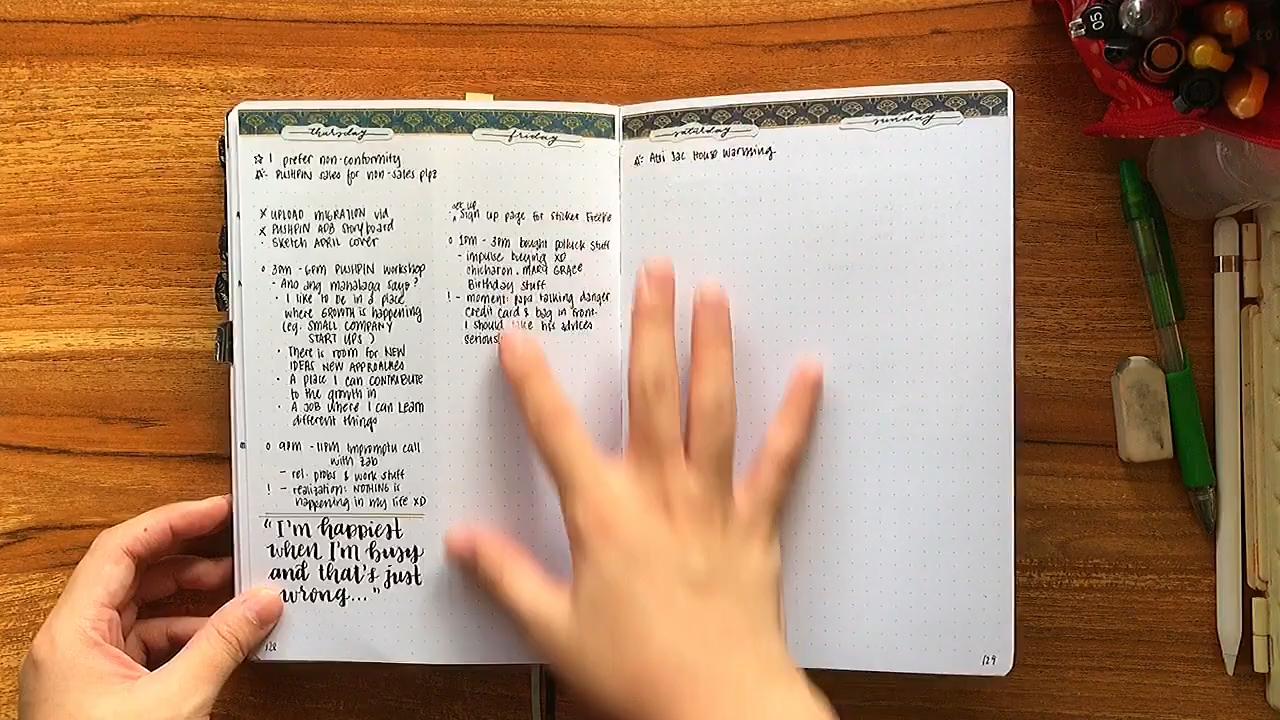 thursday
☆ I prefer non-conformity
PUSHPIN sales for non-sales
x UPLOAD MIGRATION via
x PUSHPIN ADB Storyboard
· Sketch APRIL cover
o 3pm - 6pm PUSHPIN workshop
- Ano ang mahalaga sayo?
· I like to be in a place
where GROWTH is happening
(eg. SMALL COMPANY
START UPS )
· There is room for NEW
IDEAS NEW APPROACHES
· A place I can CONTRIBUTE
to the growth in
· A JOB where I can LEARN
different things
o 9pm - 11pm Impromptu call
with Zab
- rel. probs & work stuff
! - realization: NOTHING is
happening in my life XD
"I'm happiest
when I'm busy
and that's just
wrong..."
128
friday
set up
Sign up page for Sticker
o 1pm - 3pm bought potluck stuff
- impulse buying XD
chicharon, MARY GRACE
Birthday stuff
! - moment: papa talking danger
credit card & bag in front.
I should his advices
saturday
Ate Jac House Warming
sunday
129
05